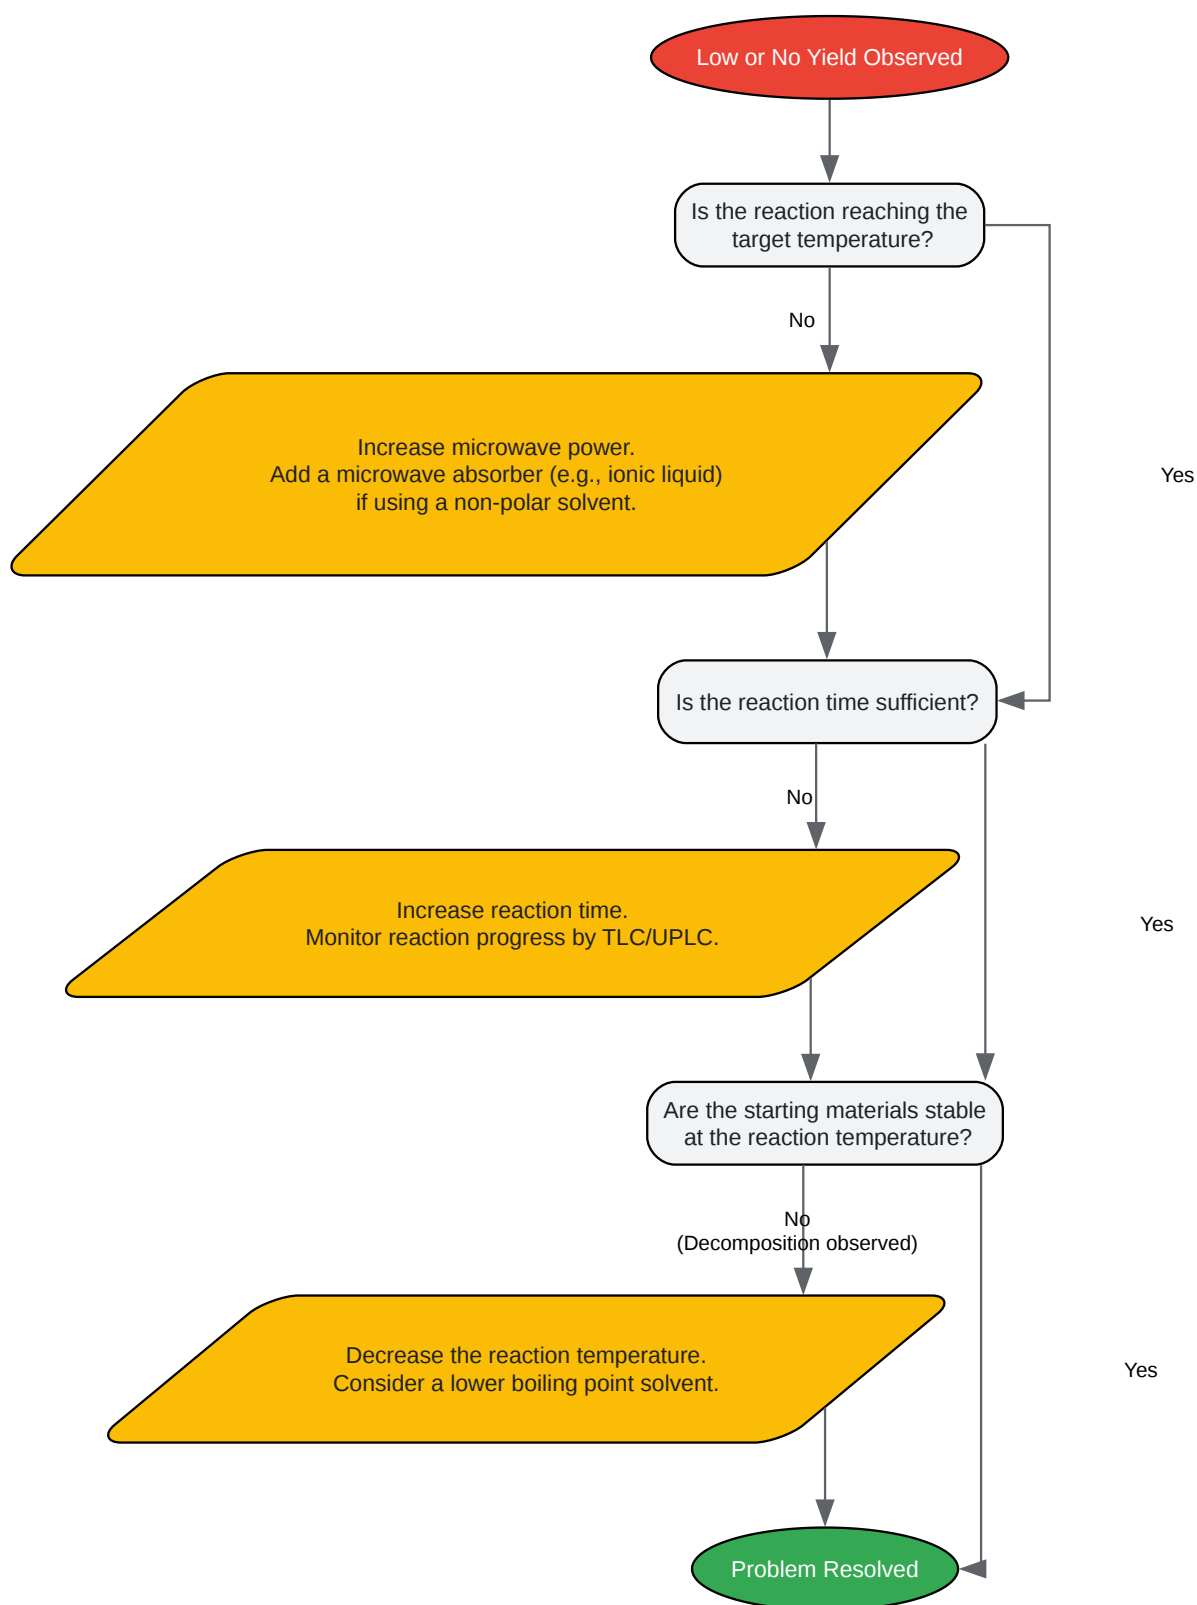 Low or No Yield Observed
Is the reaction reaching the
target temperature?
No
Increase microwave power.
Add a microwave absorber (e.g., ionic liquid)
if using a non-polar solvent.
Yes
Is the reaction time sufficient?
No
Increase reaction time.
Monitor reaction progress by TLC/UPLC.
Yes
Are the starting materials stable
at the reaction temperature?
No
(Decomposition observed)
Decrease the reaction temperature.
Consider a lower boiling point solvent.
Yes
Problem Resolved